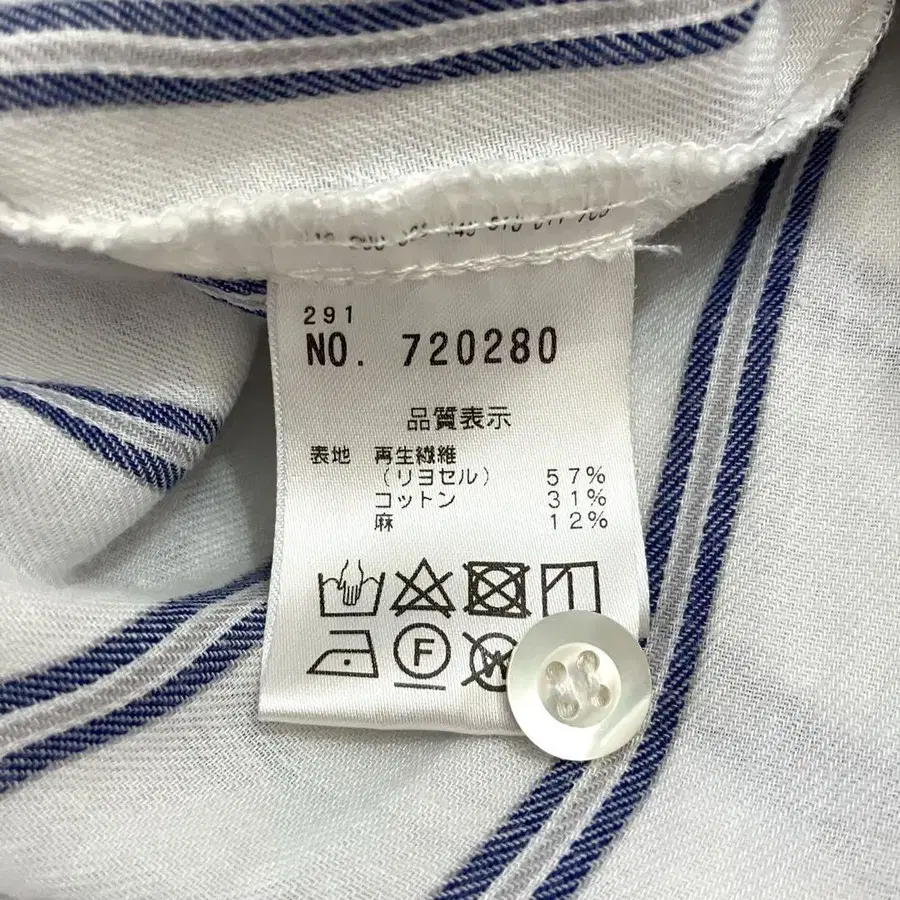 291
NO. 720280
品質表示
表地 再生繊維
(リヨセル) 57%
コットン 31%
麻 12%
F
W